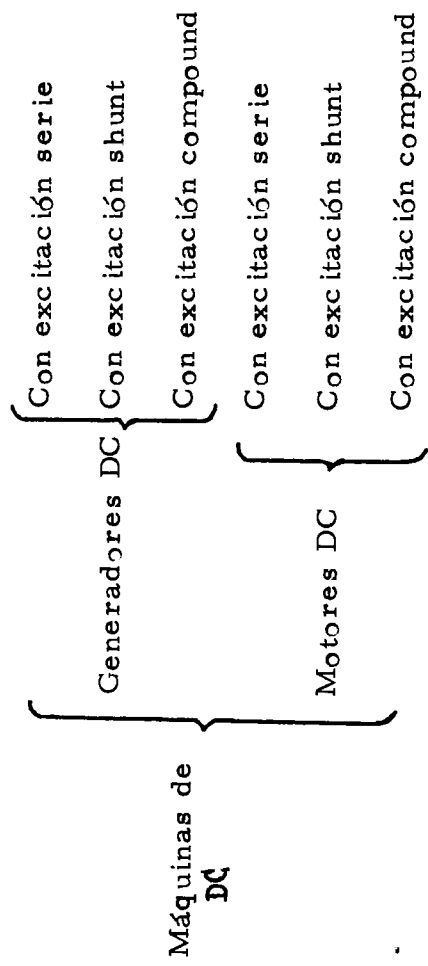 Máquinas de
DC
Generadores DC
Con excitación serie
Con excitación shunt
Con excitación compound
Motores DC
Con excitación serie
Con excitación shunt
Con excitación compound